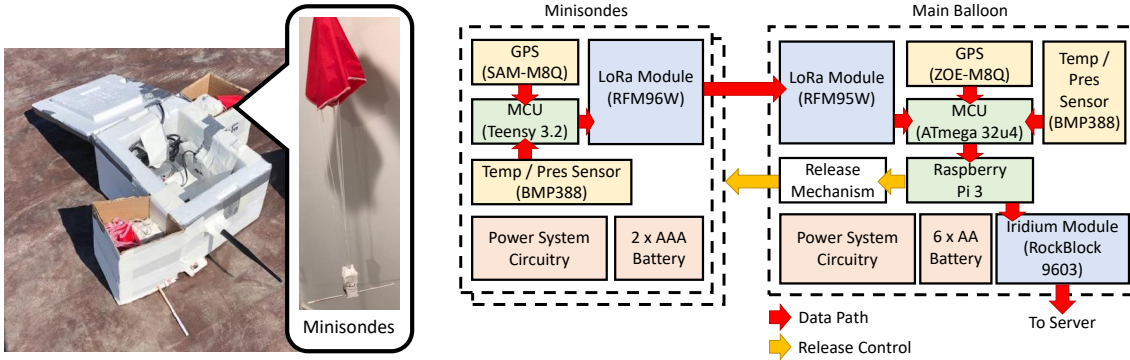 Minisondes
Minisondes
GPS
(SAM-M8Q)
LoRa Module
(RFM96W)
MCU
(Teensy 3.2)
Temp / Pres Sensor
(BMP388)
Power System
Circuitry
2 x AAA
Battery
Main Balloon
LoRa Module
(RFM95W)
GPS
(ZOE-M8Q)
Temp /
Pres
Sensor
(BMP388)
MCU
(ATmega 32u4)
Release
Mechanism
Raspberry
Pi 3
Power System
Circuitry
6 x AA
Battery
Iridium Module
(RockBlock
9603)
Data Path
Release Control
To Server